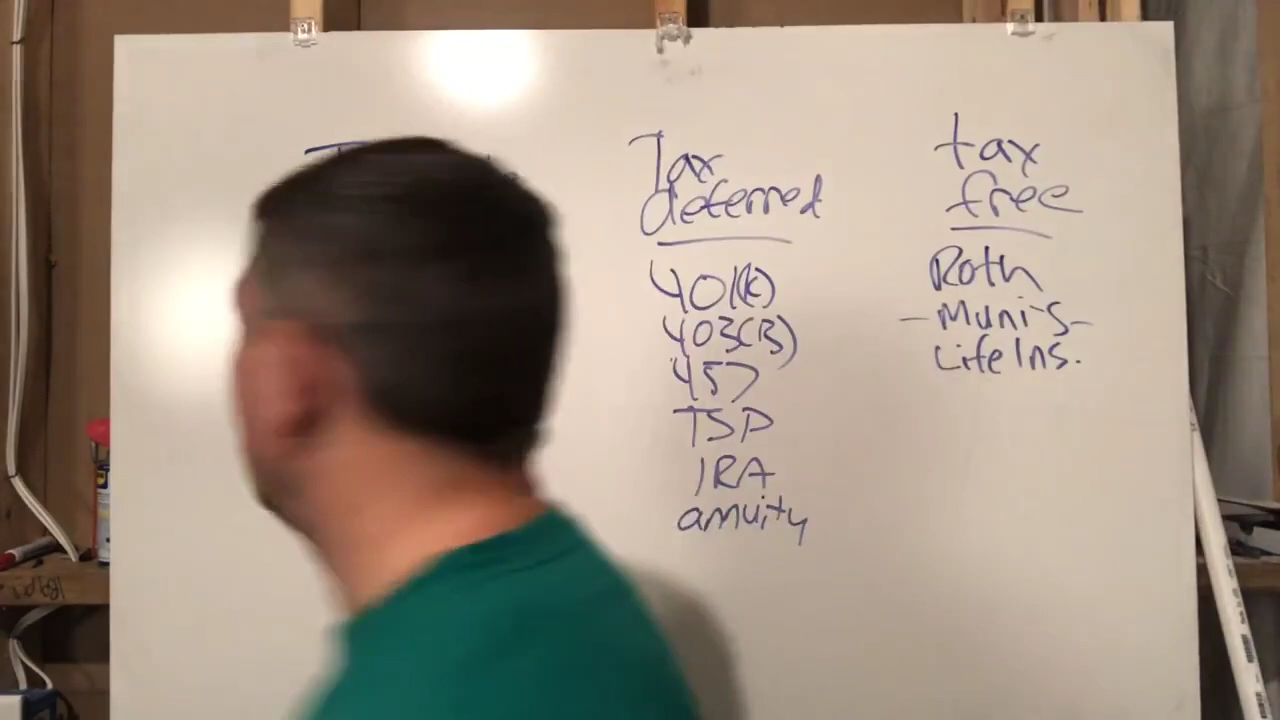 Tax
deferred
401(k)
403(B)
457
TSP
IRA
annuity
tax
free
Roth
-Muni's-
Life Ins.